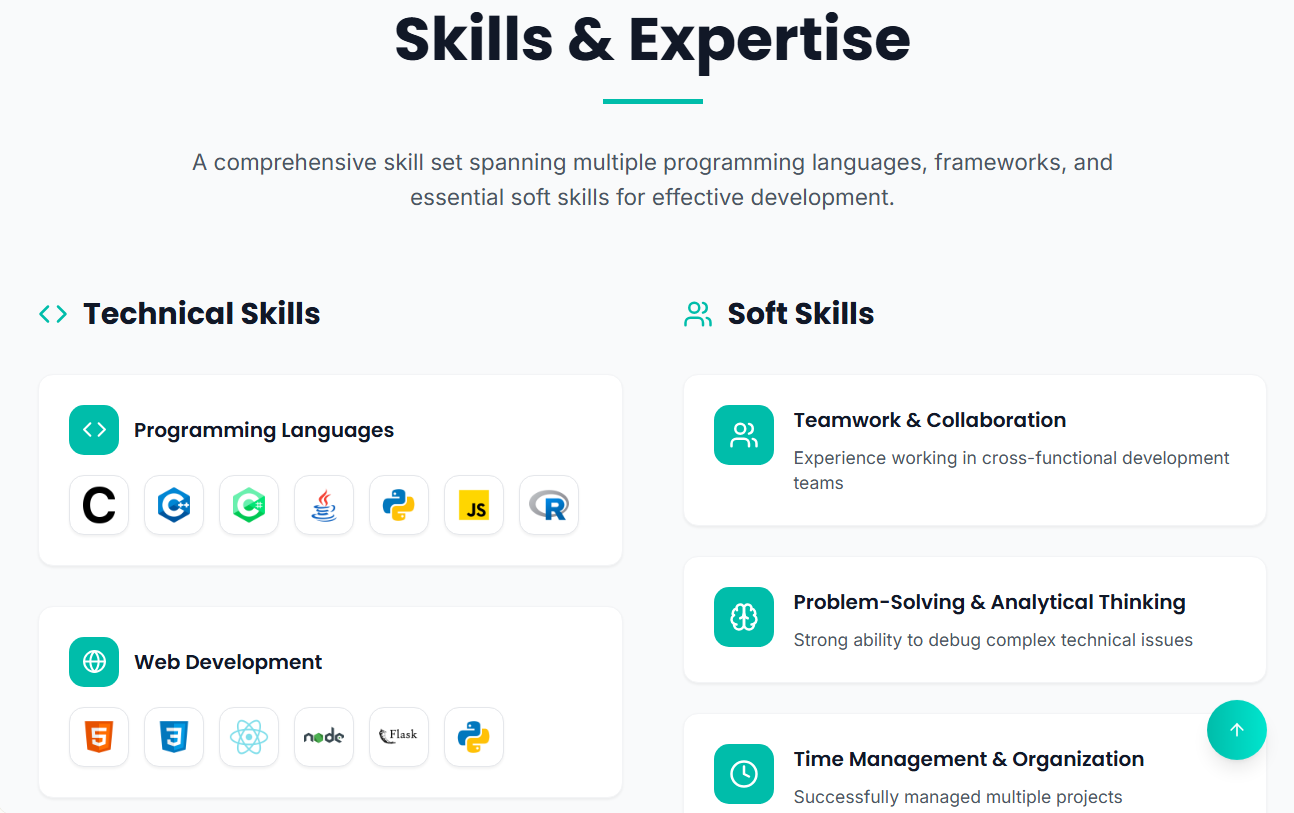 Skills & Expertise
A comprehensive skill set spanning multiple programming languages, frameworks, and
essential soft skills for effective development.
Technical Skills
Programming Languages
C
C++
C#
JS
R
Web Development
5
3
node
Flask
Soft Skills
Teamwork & Collaboration
Experience working in cross-functional development
teams
Problem-Solving & Analytical Thinking
Strong ability to debug complex technical issues
Time Management & Organization
Successfully managed multiple projects